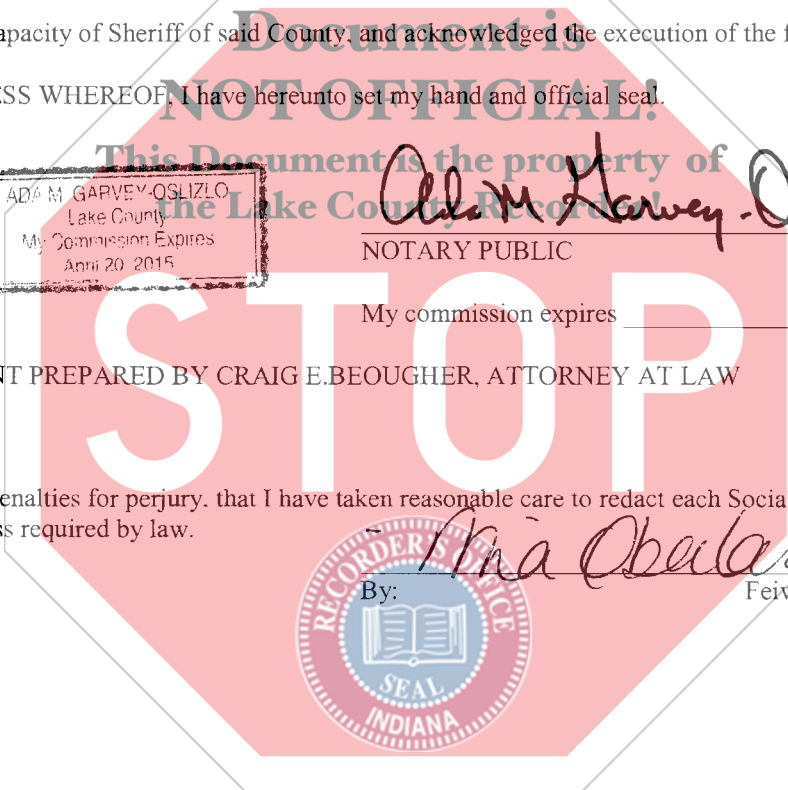 apacity of Sheriff of said County, and acknowledged the execution of the f
Document is
ESS WHEREOF, I have hereunto set my hand and official seal.
NOT OFFICIAL!
This Document is the property of
the Lake County Recorder!
ADA M. GARVEY-OSLIZLO
Lake County
My Commission Expires
April 20 2015
Ada M Garvey-O
NOTARY PUBLIC
My commission expires
NT PREPARED BY CRAIG E.BEOUGHER, ATTORNEY AT LAW
STOP
enalties for perjury, that I have taken reasonable care to redact each Social
ss required by law.
By:
Feiw
RECORDER'S OFFICE
SEAL
INDIANA